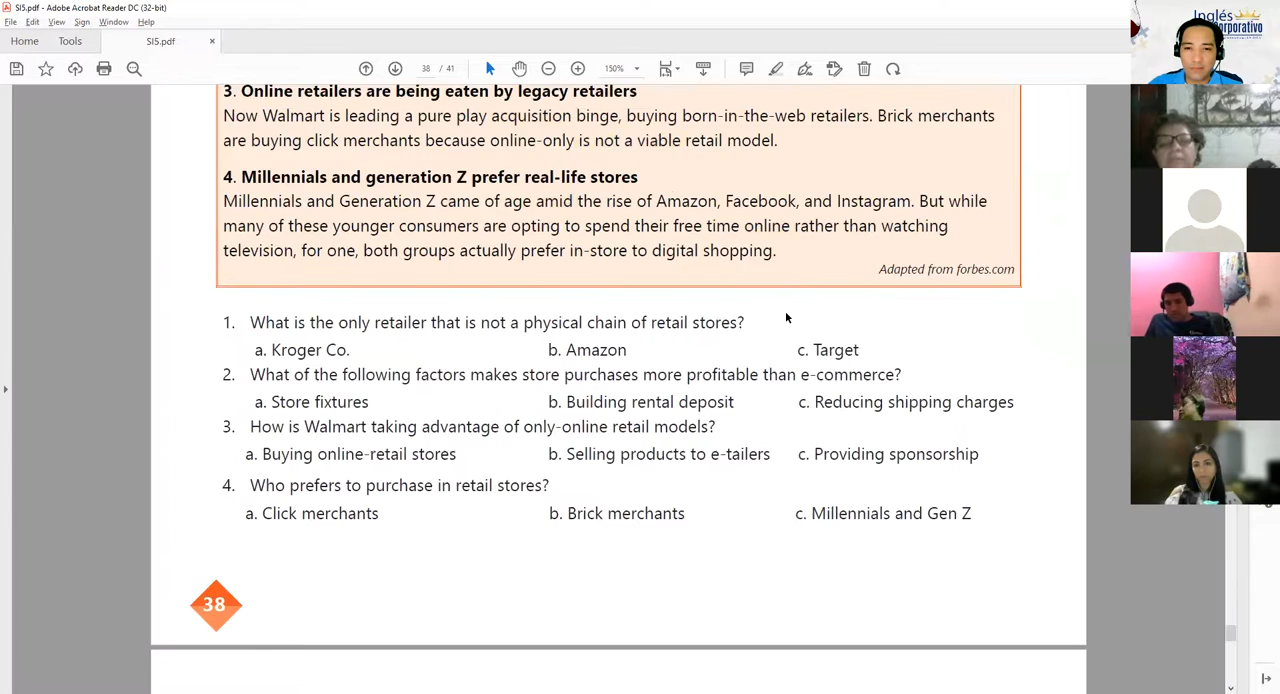 SI5.pdf - Adobe Acrobat Reader DC (32-bit)
File Edit View Sign Window Help
Home Tools SI5.pdf ×
38 / 41 150%
3. Online retailers are being eaten by legacy retailers
Now Walmart is leading a pure play acquisition binge, buying born-in-the-web retailers. Brick merchants
are buying click merchants because online-only is not a viable retail model.
4. Millennials and generation Z prefer real-life stores
Millennials and Generation Z came of age amid the rise of Amazon, Facebook, and Instagram. But while
many of these younger consumers are opting to spend their free time online rather than watching
television, for one, both groups actually prefer in-store to digital shopping.
Adapted from forbes.com
1. What is the only retailer that is not a physical chain of retail stores?
a. Kroger Co. b. Amazon c. Target
2. What of the following factors makes store purchases more profitable than e-commerce?
a. Store fixtures b. Building rental deposit c. Reducing shipping charges
3. How is Walmart taking advantage of only-online retail models?
a. Buying online-retail stores b. Selling products to e-tailers c. Providing sponsorship
4. Who prefers to purchase in retail stores?
a. Click merchants b. Brick merchants c. Millennials and Gen Z
38
Inglés
orporativo